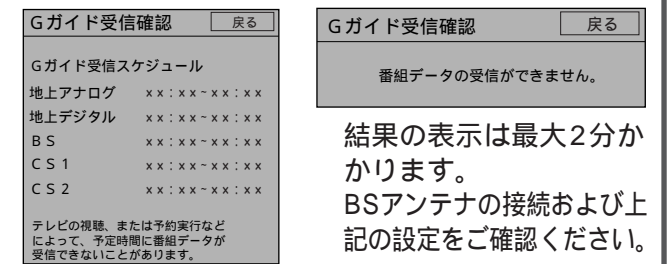 Gガイド受信確認 戻る
Gガイド受信スケジュール
地上アナログ xx:xx~xx:xx
地上デジタル xx:xx~xx:xx
BS xx:xx~xx:xx
CS1 xx:xx~xx:xx
CS2 xx:xx~xx:xx
テレビの視聴、または予約実行など
によって、予定時間に番組データが
受信できないことがあります。
Gガイド受信確認 戻る
番組データの受信ができません。
結果の表示は最大2分か
かります。
BSアンテナの接続および上
記の設定をご確認ください。